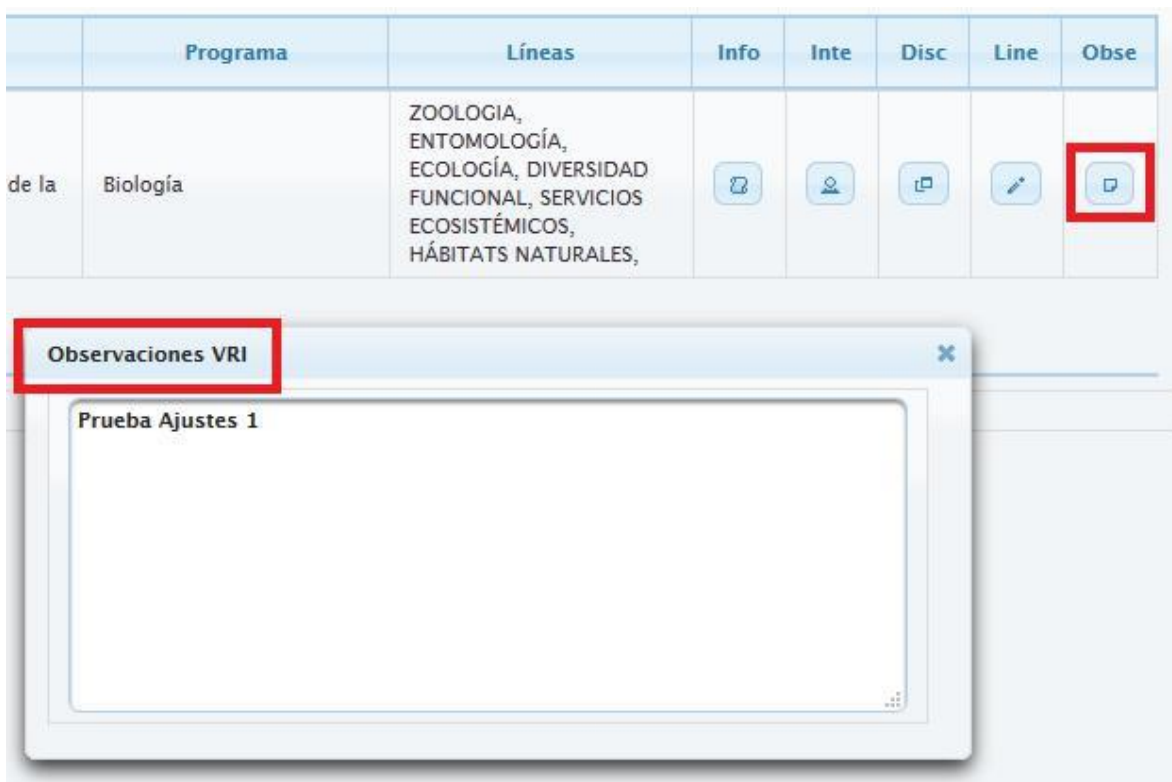 Programa Líneas Info Inte Disc Line Obse
de la Biología
ZOOLOGIA,
ENTOMOLOGÍA,
ECOLOGÍA, DIVERSIDAD
FUNCIONAL, SERVICIOS
ECOSISTÉMICOS,
HÁBITATS NATURALES,
Observaciones VRI
Prueba Ajustes 1